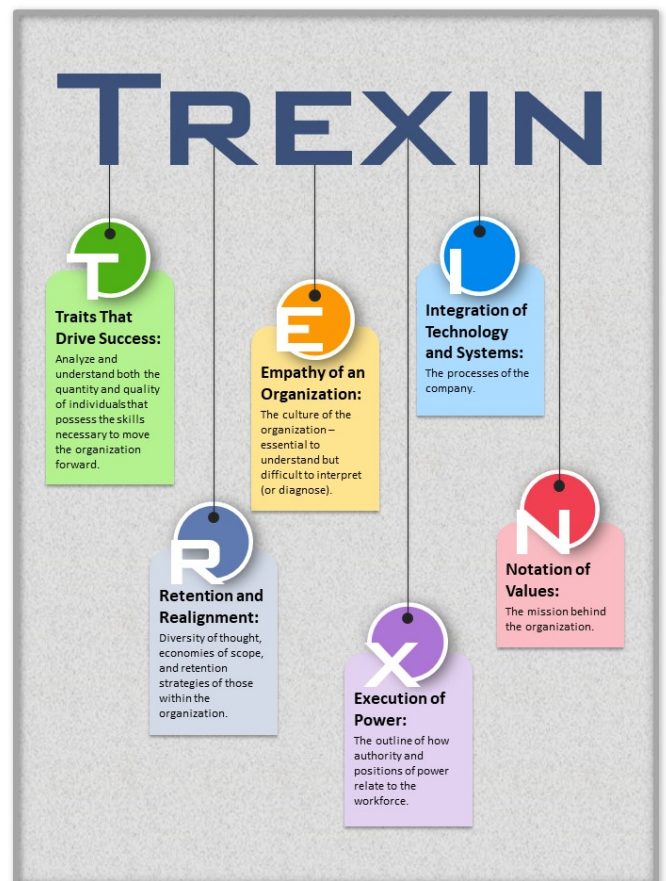 TREXIN
T
Traits That
Drive Success:
Analyze and
understand both the
quantity and quality
of individuals that
possess the skills
necessary to move
the organization
forward.
R
Retention and
Realignment:
Diversity of thought,
economies of scope,
and retention
strategies of those
within the
organization.
E
Empathy of an
Organization:
The culture of the
organization –
essential to
understand but
difficult to interpret
(or diagnose).
X
Execution of
Power:
The outline of how
authority and
positions of power
relate to the
workforce.
I
Integration of
Technology
and Systems:
The processes of the
company.
N
Notation of
Values:
The mission behind
the organization.